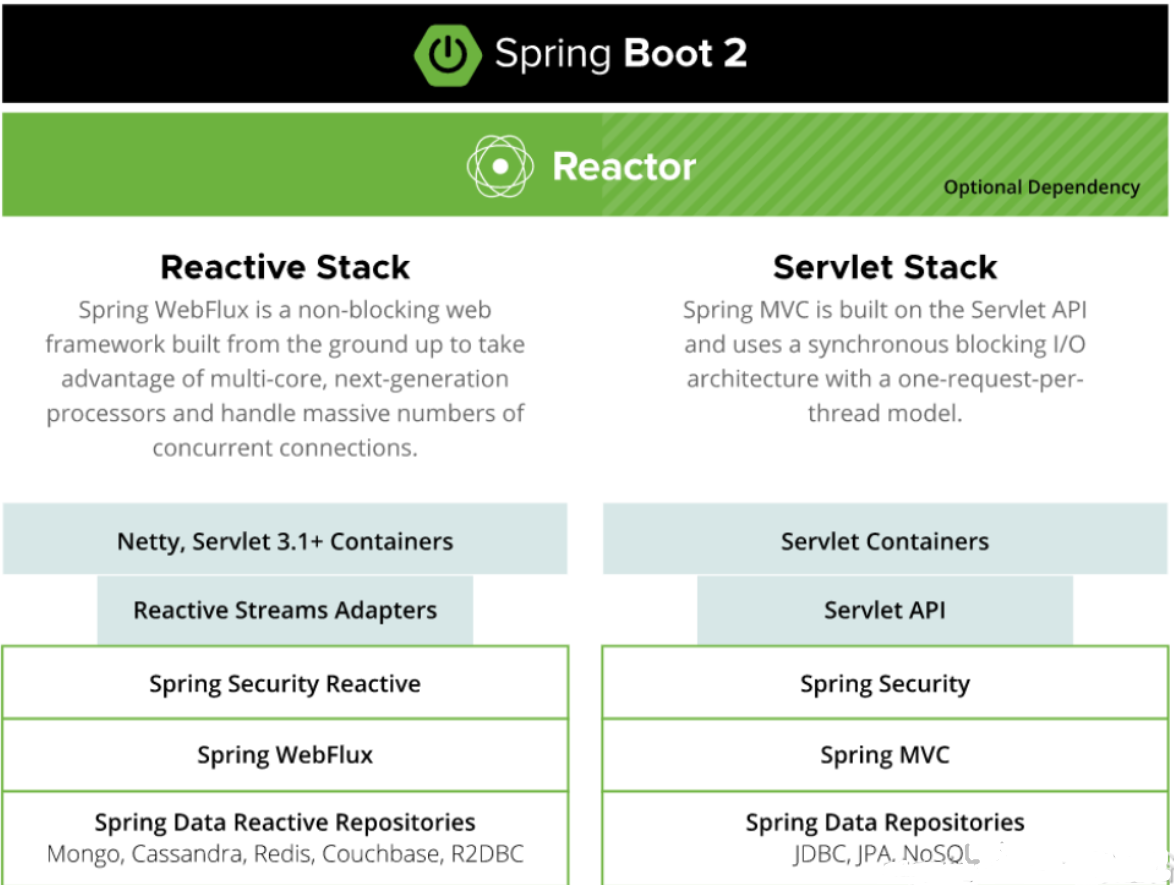 Spring Boot 2
Reactor
Optional Dependency
Reactive Stack
Spring WebFlux is a non-blocking web
framework built from the ground up to take
advantage of multi-core, next-generation
processors and handle massive numbers of
concurrent connections.
Netty, Servlet 3.1+ Containers
Reactive Streams Adapters
Spring Security Reactive
Spring WebFlux
Spring Data Reactive Repositories
Mongo, Cassandra, Redis, Couchbase, R2DBC
Servlet Stack
Spring MVC is built on the Servlet API
and uses a synchronous blocking I/O
architecture with a one-request-per-
thread model.
Servlet Containers
Servlet API
Spring Security
Spring MVC
Spring Data Repositories
JDBC, JPA, NoSQL